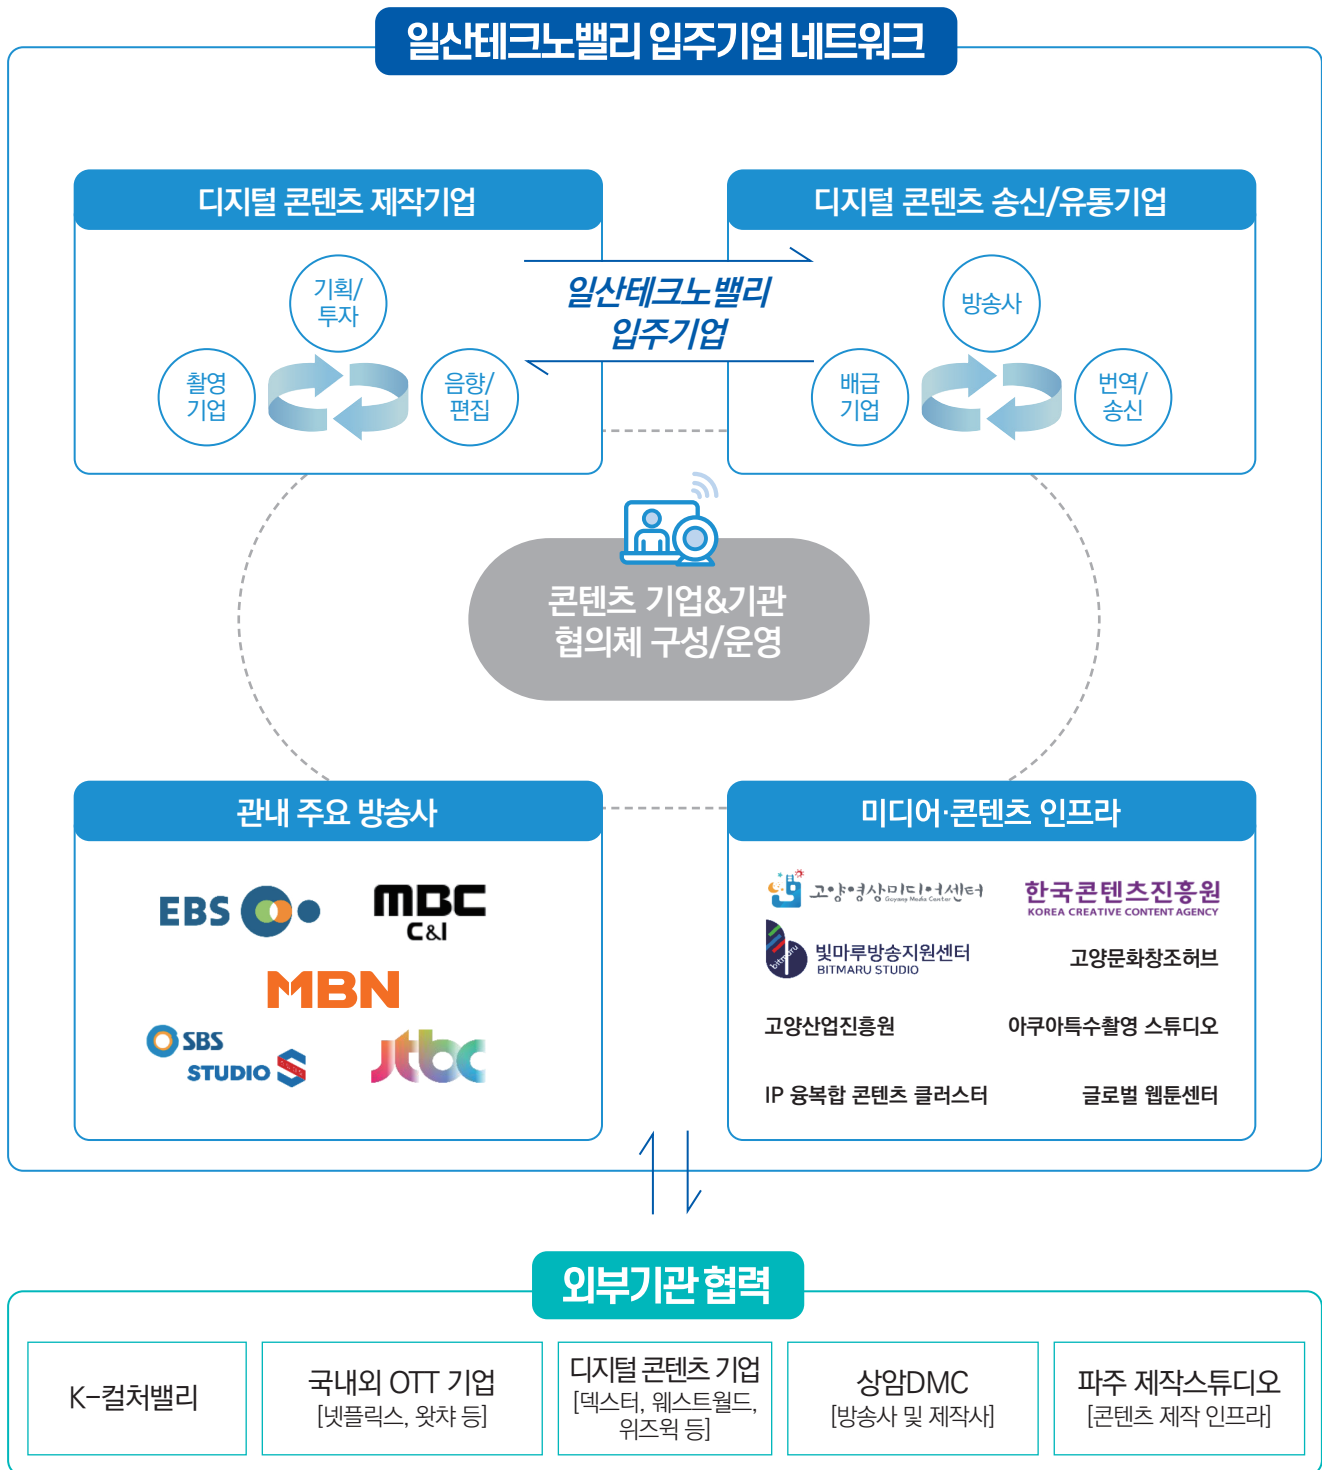 일산테크노밸리 입주기업 네트워크
디지털 콘텐츠 제작기업
기획/
투자
촬영
기업
음향/
편집
일산테크노밸리
입주기업
디지털 콘텐츠 송신/유통기업
방송사
배급
기업
번역/
송신
콘텐츠 기업&기관
협의체 구성/운영
관내 주요 방송사
EBS
MBC
C&I
MBN
SBS
STUDIO S
jtbc
미디어·콘텐츠 인프라
고양영상미디어센터
Goyang Media Center
한국콘텐츠진흥원
KOREA CREATIVE CONTENT AGENCY
bitmaru
빛마루방송지원센터
BITMARU STUDIO
고양문화창조허브
고양산업진흥원
아쿠아특수촬영 스튜디오
IP 융복합 콘텐츠 클러스터
글로벌 웹툰센터
외부기관 협력
K-컬처밸리
국내외 OTT 기업
[넷플릭스, 왓챠 등]
디지털 콘텐츠 기업
[덱스터, 웨스트월드,
위즈윅 등]
상암DMC
[방송사 및 제작사]
파주 제작스튜디오
[콘텐츠 제작 인프라]